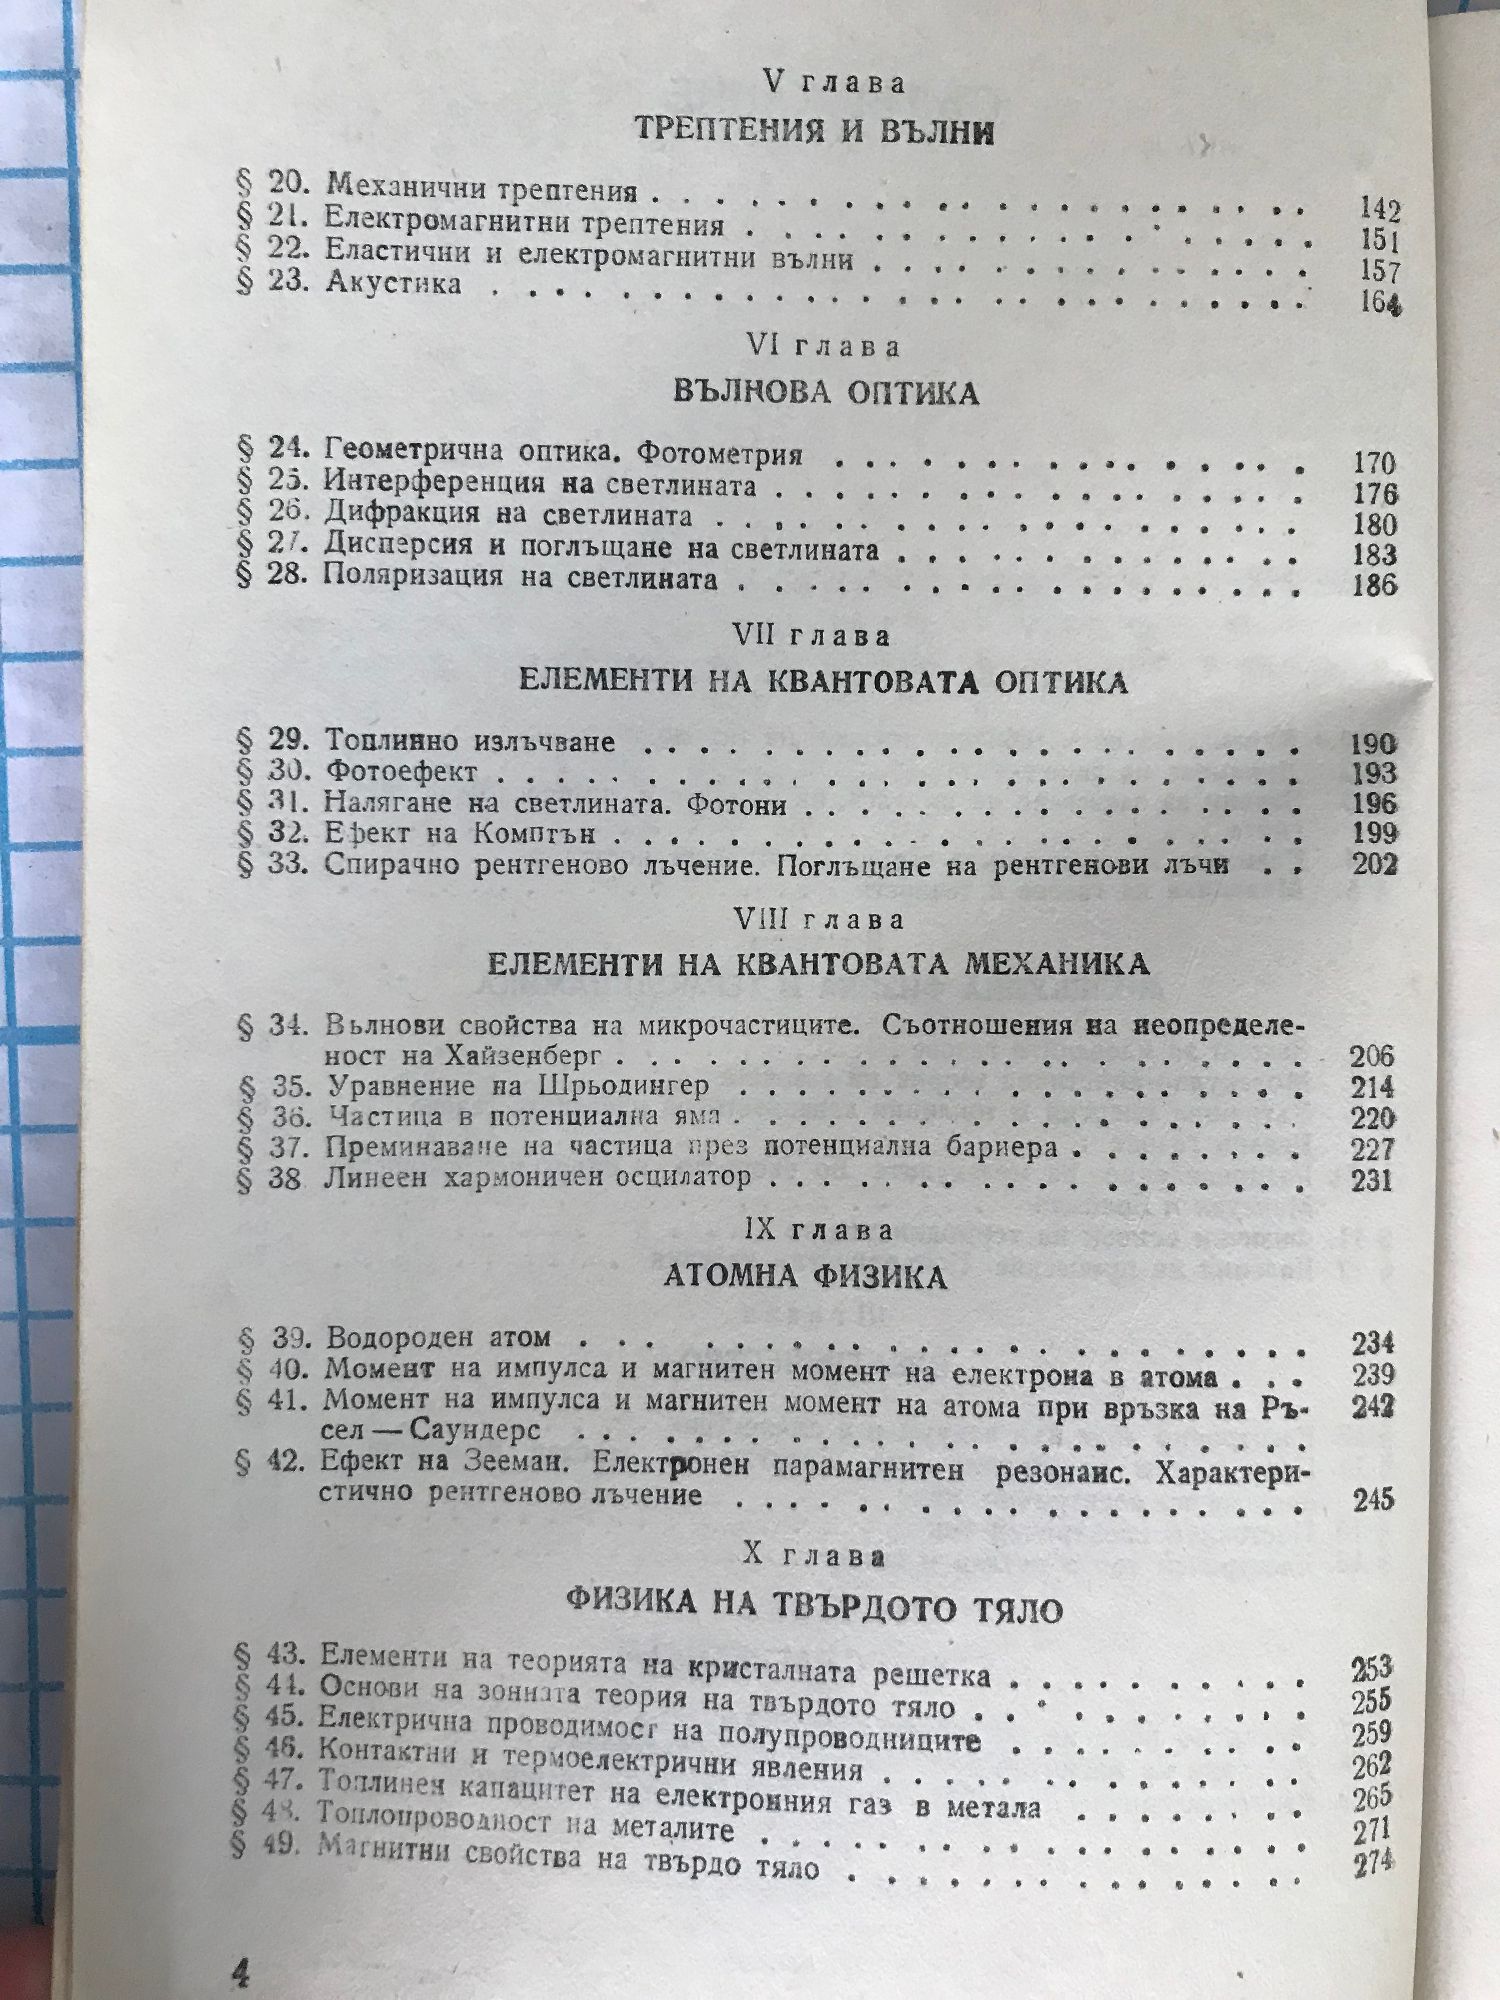 V глава
ТРЕПТЕНИЯ И ВЪЛНИ
§ 20. Механични трептения . . . . . . . . . . . . . . . . . . . . 142
§ 21. Електромагнитни трептения . . . . . . . . . . . . . . . . . . 151
§ 22. Еластични и електромагнитни вълни . . . . . . . . . . . . . . 157
§ 23. Акустика . . . . . . . . . . . . . . . . . . . . . . . . 164
VI глава
ВЪЛНОВА ОПТИКА
§ 24. Геометрична оптика. Фотометрия . . . . . . . . . . . . . . . . 170
§ 25. Интерференция на светлината . . . . . . . . . . . . . . . . . 176
§ 26. Дифракция на светлината . . . . . . . . . . . . . . . . . . . 180
§ 27. Дисперсия и поглъщане на светлината . . . . . . . . . . . . . . 183
§ 28. Поляризация на светлината . . . . . . . . . . . . . . . . . . 186
VII глава
ЕЛЕМЕНТИ НА КВАНТОВАТА ОПТИКА
§ 29. Топлинно излъчване . . . . . . . . . . . . . . . . . . . . . 190
§ 30. Фотоефект . . . . . . . . . . . . . . . . . . . . . . . . 193
§ 31. Налягане на светлината. Фотони . . . . . . . . . . . . . . . . 196
§ 32. Ефект на Комптън . . . . . . . . . . . . . . . . . . . . . 199
§ 33. Спирачно рентгеново лъчение. Поглъщане на рентгенови лъчи . . 202
VIII глава
ЕЛЕМЕНТИ НА КВАНТОВАТА МЕХАНИКА
§ 34. Вълнови свойства на микрочастиците. Съотношения на неопределе-
ност на Хайзенберг . . . . . . . . . . . . . . . . . . . . . 206
§ 35. Уравнение на Шрьодингер . . . . . . . . . . . . . . . . . . 214
§ 36. Частица в потенциална яма . . . . . . . . . . . . . . . . . . 220
§ 37. Преминаване на частица през потенциална бариера . . . . . . . . 227
§ 38 Линеен хармоничен осцилатор . . . . . . . . . . . . . . . . . 231
IX глава
АТОМНА ФИЗИКА
§ 39. Водороден атом . . . . . . . . . . . . . . . . . . . . . . 234
§ 40. Момент на импулса и магнитен момент на електрона в атома . . . 239
§ 41. Момент на импулса и магнитен момент на атома при връзка на Ръ- 242
сел — Саундерс . . . . . . . . . . . . . . . . . . . . . .
§ 42. Ефект на Зееман. Електронен парамагнитен резонанс. Характери-
стично рентгеново лъчение . . . . . . . . . . . . . . . . . . 245
X глава
ФИЗИКА НА ТВЪРДОТО ТЯЛО
§ 43. Елементи на теорията на кристалната решетка . . . . . . . . . . 253
§ 44. Основи на зонната теория на твърдото тяло . . . . . . . . . . . 255
§ 45. Електрична проводимост на полупроводниците . . . . . . . . . . 259
§ 46. Контактни и термоелектрични явления . . . . . . . . . . . . . . 262
§ 47. Топлинен капацитет на електронния газ в метала . . . . . . . . 265
§ 48. Топлопроводност на металите . . . . . . . . . . . . . . . . . 271
§ 49. Магнитни свойства на твърдо тяло . . . . . . . . . . . . . . . 274
4